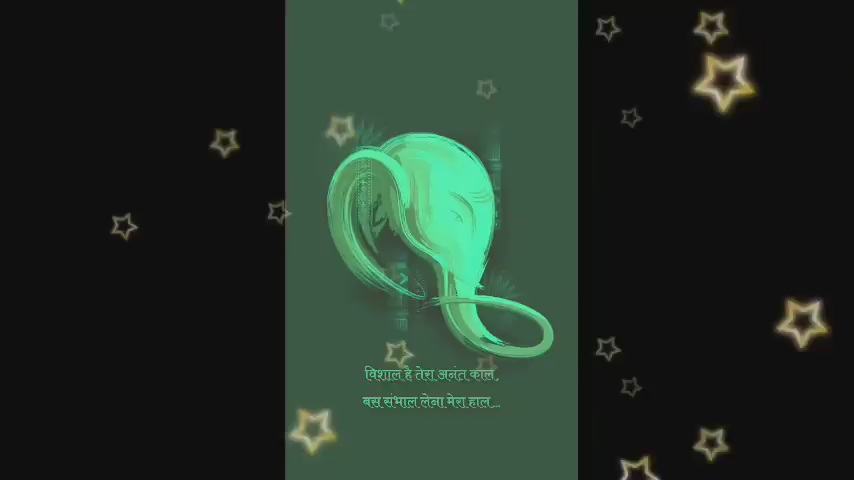 विशाल है तेरा अनंत काल,
बस संभाल लेना मेरा हाल...